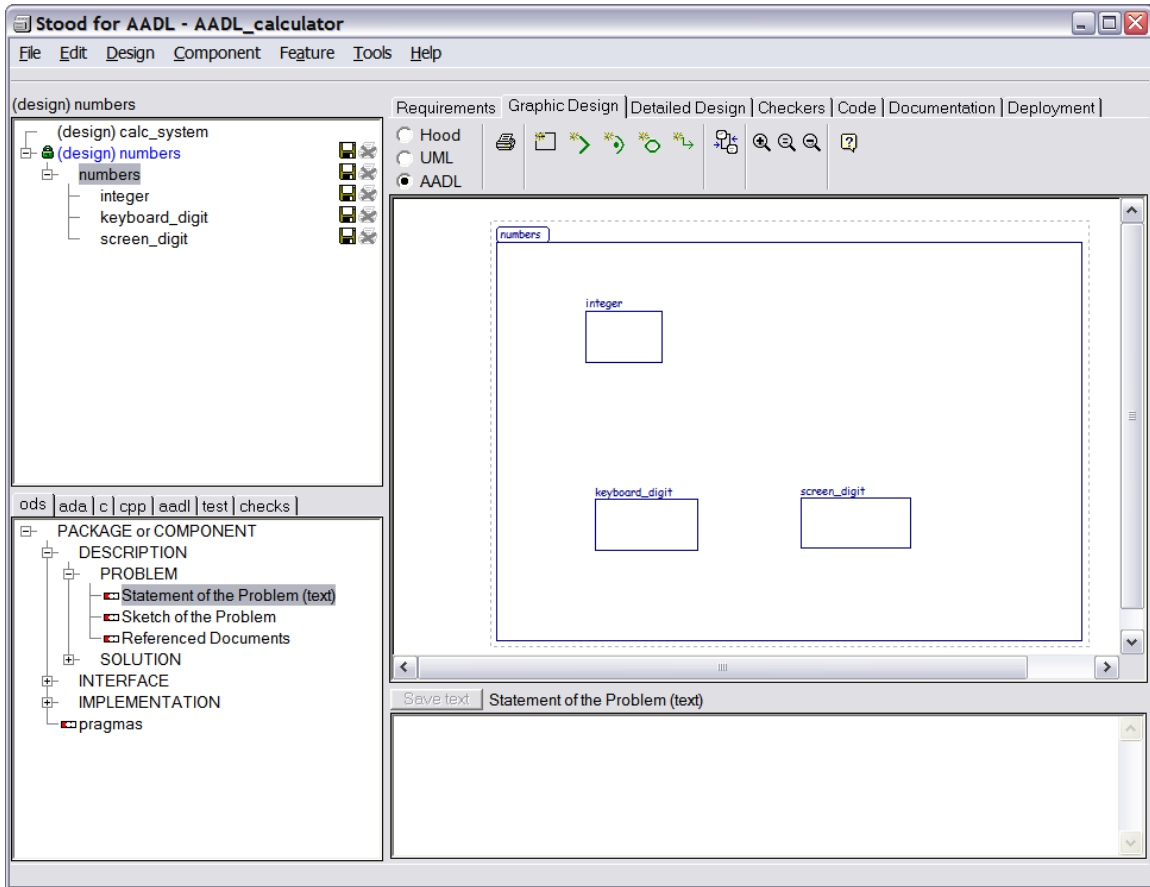 Stood for AADL - AADL_calculator
File Edit Design Component Feature Tools Help
(design) numbers
(design) calc_system
(design) numbers
numbers
integer
keyboard_digit
screen_digit
Requirements Graphic Design Detailed Design Checkers Code Documentation Deployment
Hood
UML
AADL
numbers
integer
keyboard_digit
screen_digit
ods ada c cpp aadl test checks
PACKAGE or COMPONENT
DESCRIPTION
PROBLEM
Statement of the Problem (text)
Sketch of the Problem
Referenced Documents
SOLUTION
INTERFACE
IMPLEMENTATION
pragmas
Save text Statement of the Problem (text)